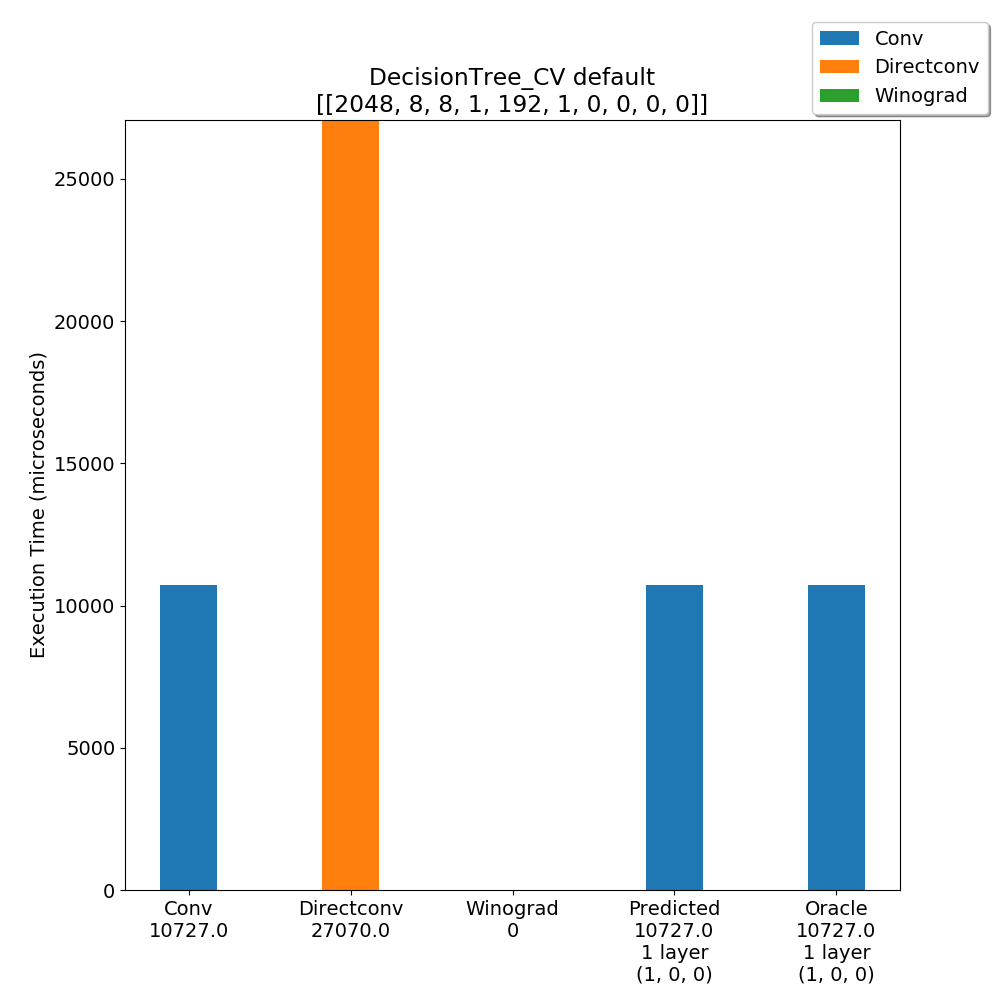 Conv
Directconv
Winograd
DecisionTree_CV default
[[2048, 8, 8, 1, 192, 1, 0, 0, 0, 0]]
Execution Time (microseconds)
25000
20000
15000
10000
5000
0
Conv
10727.0
Directconv
27070.0
Winograd
0
Predicted
10727.0
1 layer
(1, 0, 0)
Oracle
10727.0
1 layer
(1, 0, 0)